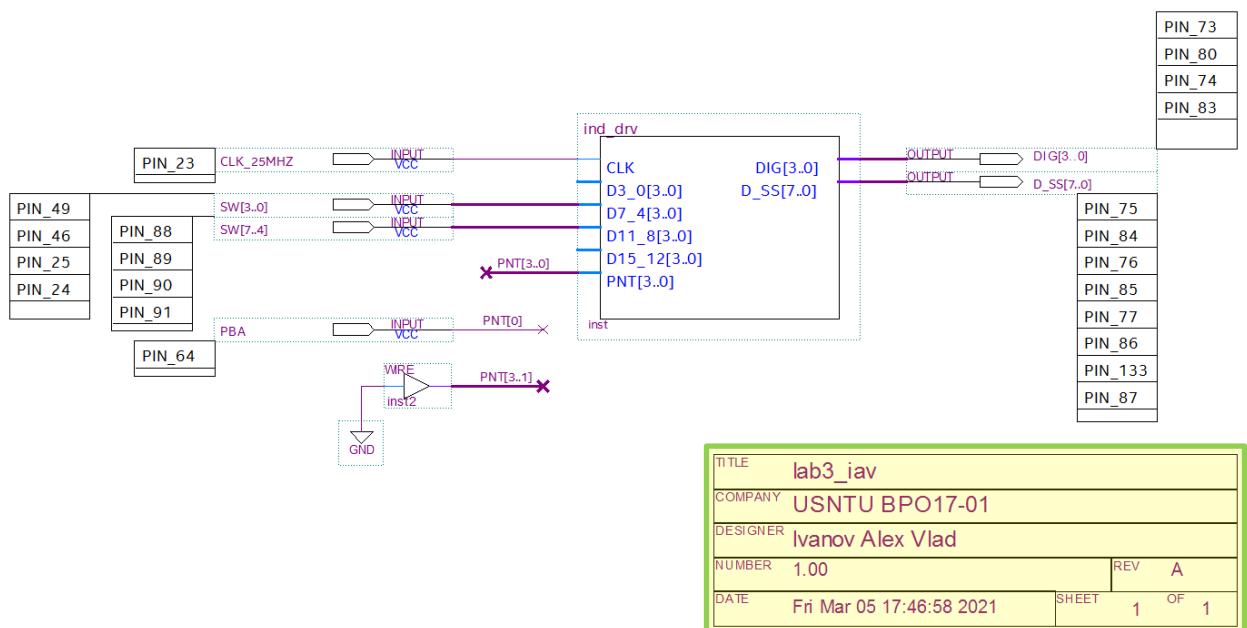 PIN_73
PIN_80
PIN_74
PIN_83
ind_drv
PIN_23
CLK_25MHZ
INPUT
VCC
CLK
DIG[3..0]
OUTPUT
DIG[3..0]
D3_0[3..0]
D_SS[7..0]
OUTPUT
D_SS[7..0]
PIN_49
PIN_46
PIN_25
PIN_24
SW[3..0]
INPUT
VCC
D7_4[3..0]
PIN_88
PIN_89
PIN_90
PIN_91
SW[7..4]
INPUT
VCC
D11_8[3..0]
D15_12[3..0]
PNT[3..0]
PNT[3..0]
inst
PIN_75
PIN_84
PIN_76
PIN_85
PIN_77
PIN_86
PIN_133
PIN_87
PBA
INPUT
VCC
PNT[0]
PIN_64
WIRE
inst2
PNT[3..1]
GND
TITLE lab3_iav
COMPANY USNTU BPO17-01
DESIGNER Ivanov Alex Vlad
NUMBER 1.00 REV A
DATE Fri Mar 05 17:46:58 2021 SHEET 1 OF 1